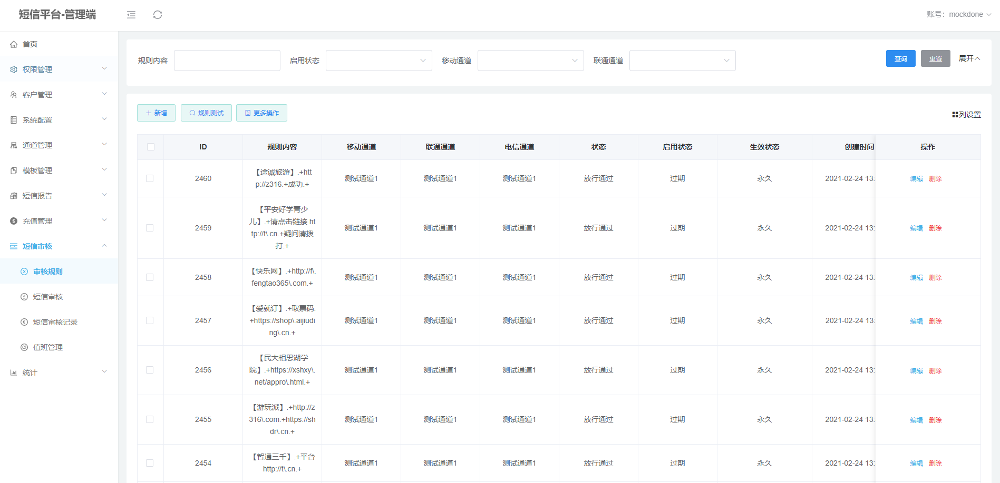 短信平台-管理端
账号：mockdone
首页
权限管理
客户管理
系统配置
通道管理
模板管理
短信报告
充值管理
短信审核
审核规则
短信审核
短信审核记录
值班管理
统计
规则内容 启用状态 移动通道 联通通道 查询 重置 展开
新增 规则测试 更多操作 列设置
ID 规则内容 移动通道 联通通道 电信通道 状态 启用状态 生效状态 创建时间 操作
【途诚旅游】.+htt
p://z316.+成功.+
2460 测试通道1 测试通道1 测试通道1 放行通过 过期 永久 2021-02-24 13: 编辑 删除
【平安好学青少
儿】.+请点击链接 ht
tp://t\.cn.+疑问请拨
打.+
2459 测试通道1 测试通道1 测试通道1 放行通过 过期 永久 2021-02-24 13: 编辑 删除
【快乐网】.+http://f\.
fengtao365\.com.+
2458 测试通道1 测试通道1 测试通道1 放行通过 过期 永久 2021-02-24 13: 编辑 删除
【爱就订】.+取票码.
+https://shop\.aijiudi
ng\.cn.+
2457 测试通道1 测试通道1 测试通道1 放行通过 过期 永久 2021-02-24 13: 编辑 删除
【民大相思湖学
院】.+https://xshxy\.
net/appro\.html.+
2456 测试通道1 测试通道1 测试通道1 放行通过 过期 永久 2021-02-24 13: 编辑 删除
【游玩派】.+http://z
316\.com.+https://sh
dr\.cn.+
2455 测试通道1 测试通道1 测试通道1 放行通过 过期 永久 2021-02-24 13: 编辑 删除
【智通三千】.+平台
http://t\.cn.+
2454 测试通道1 测试通道1 测试通道1 放行通过 过期 永久 2021-02-24 13: 编辑 删除